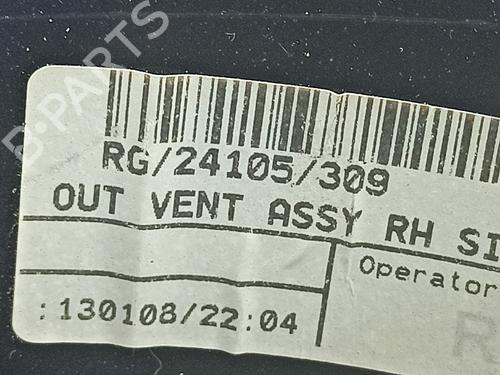 B-PARTS
RG/24105/309
OUT VENT ASSY RH SI
Operator
:130108/22:04
R